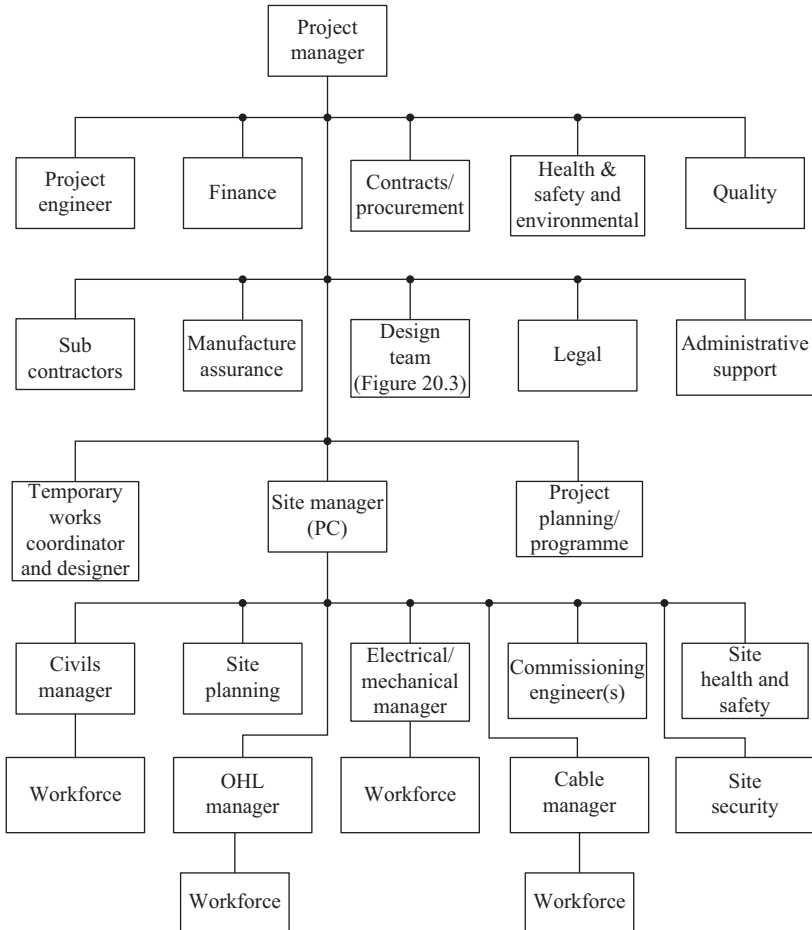 Project
manager
Project
engineer
Finance
Contracts/
procurement
Health &
safety and
environmental
Quality
Sub
contractors
Manufacture
assurance
Design
team
(Figure 20.3)
Legal
Administrative
support
Temporary
works
coordinator
and designer
Site manager
(PC)
Project
planning/
programme
Civils
manager
Site
planning
Electrical/
mechanical
manager
Commissioning
engineer(s)
Site
health and
safety
Workforce
OHL
manager
Workforce
Cable
manager
Site
security
Workforce
Workforce